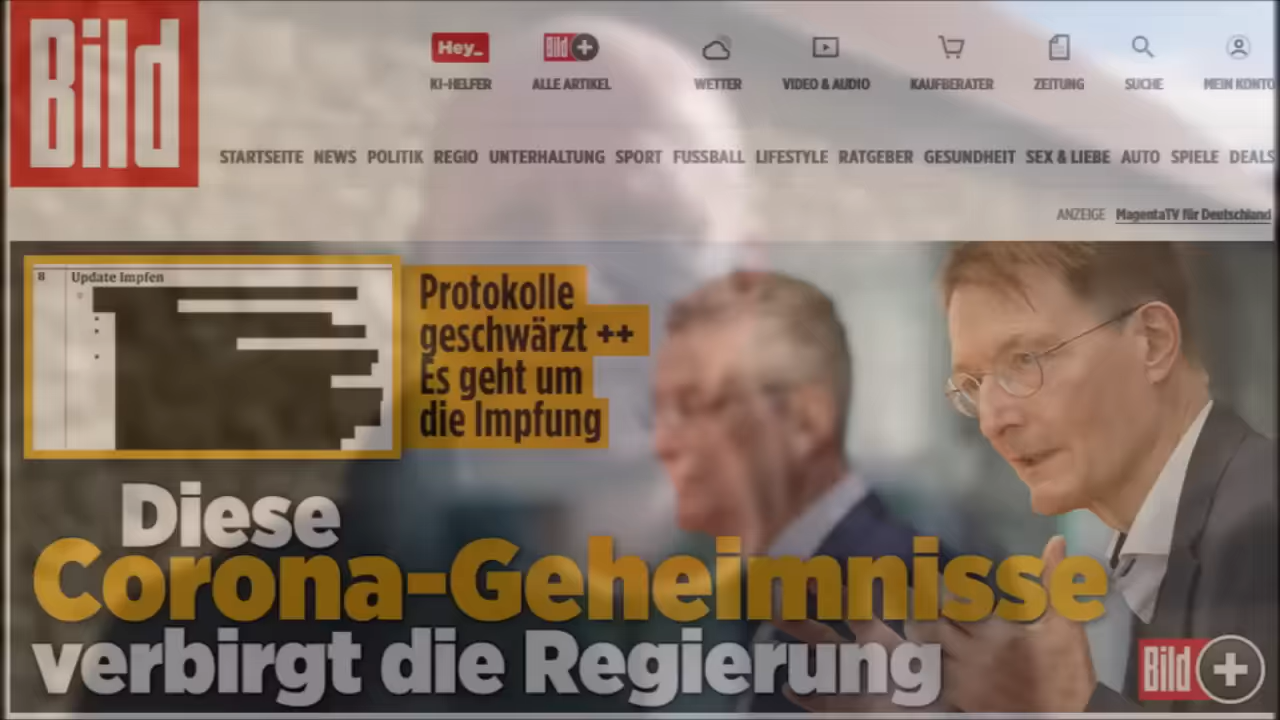 Bild
Hey_
Bild+
KI-HELFER
ALLE ARTIKEL
WETTER
VIDEO & AUDIO
KAUFBERATER
ZEITUNG
SUCHE
MEIN KONTO
STARTSEITE NEWS POLITIK REGIO UNTERHALTUNG SPORT FUSSBALL LIFESTYLE RATGEBER GESUNDHEIT SEX & LIEBE AUTO SPIELE DEALS
ANZEIGE MagentaTV für Deutschland
8 Update Impfen
Protokolle
geschwärzt ++
Es geht um
die Impfung
Diese
Corona-Geheimnisse
verbirgt die Regierung
Bild+